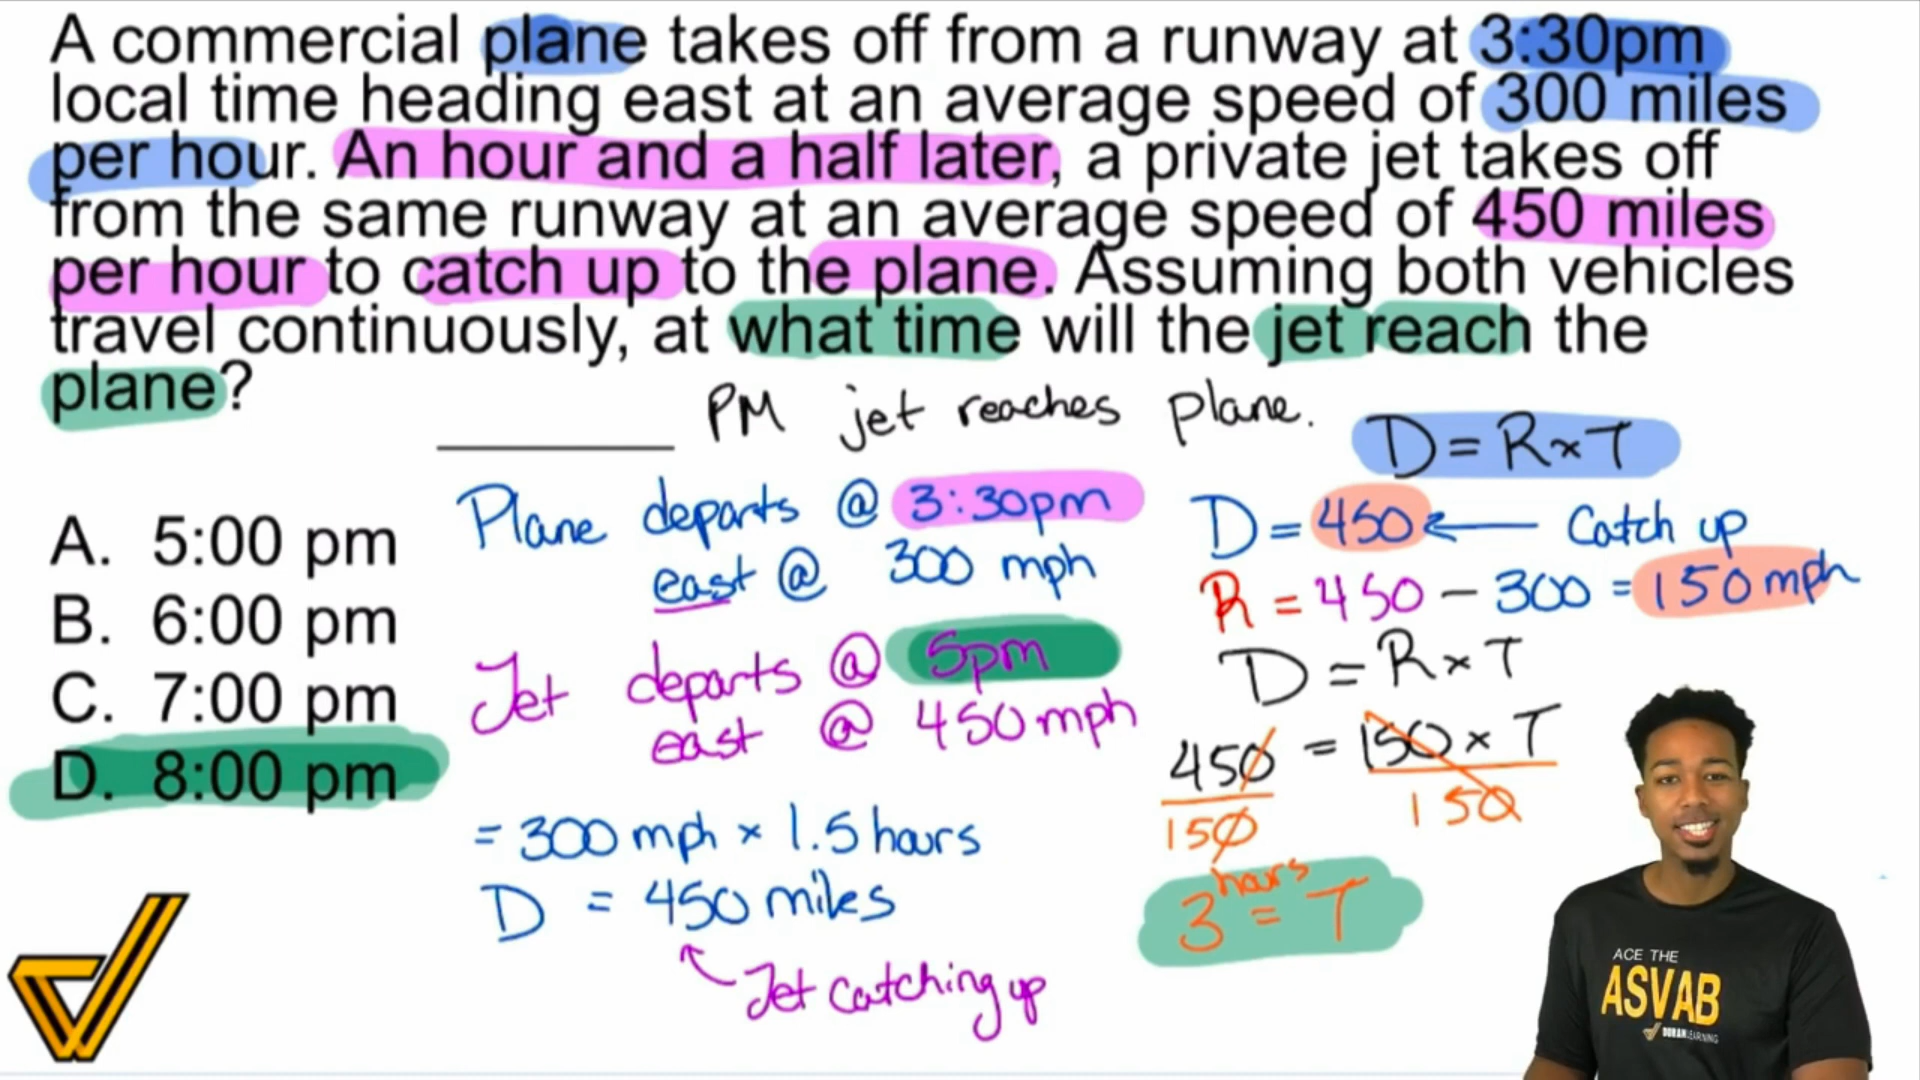 A commercial plane takes off from a runway at 3:30pm
local time heading east at an average speed of 300 miles
per hour. An hour and a half later, a private jet takes off
from the same runway at an average speed of 450 miles
per hour to catch up to the plane. Assuming both vehicles
travel continuously, at what time will the jet reach the
plane?
PM jet reaches plane.
A. 5:00 pm
B. 6:00 pm
C. 7:00 pm
D. 8:00 pm
Plane departs @ 3:30pm
east @ 300 mph
Jet departs @ 5pm
east @ 450mph
= 300 mph × 1.5 hours
D = 450 miles
Jet catching up
D = R×T
D = 450 ← Catch up
R = 450 - 300 = 150 mph
D = R×T
450 = 150 × T
150 150
hours
3 = T
ACE THE
ASVAB
DORAN LEARNING